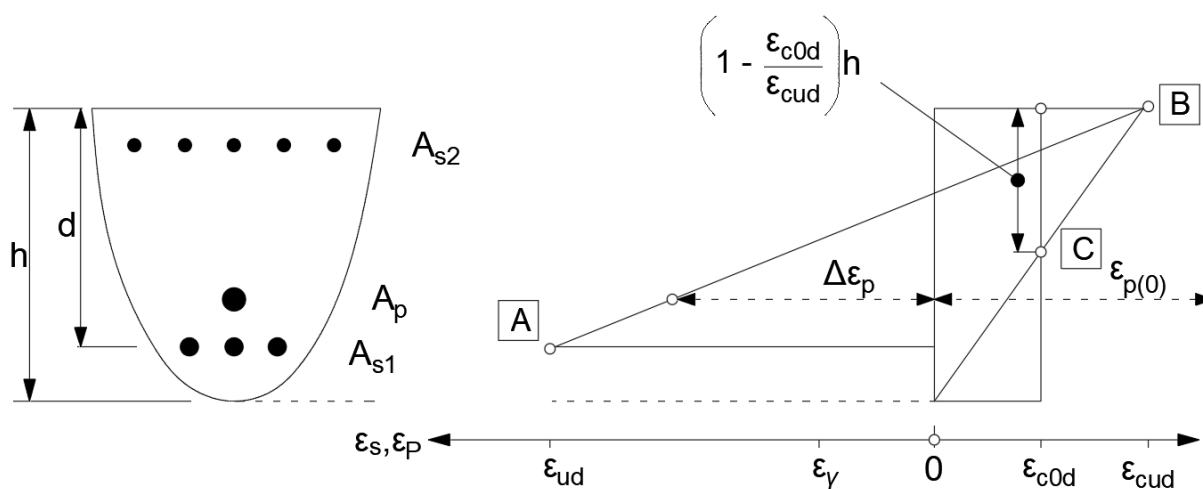 (1 - εc0d/εcud)h
B
As2
h
d
C
Δεp
εp(0)
Ap
A
As1
εs,εP
εud
εy
0
εc0d
εcud